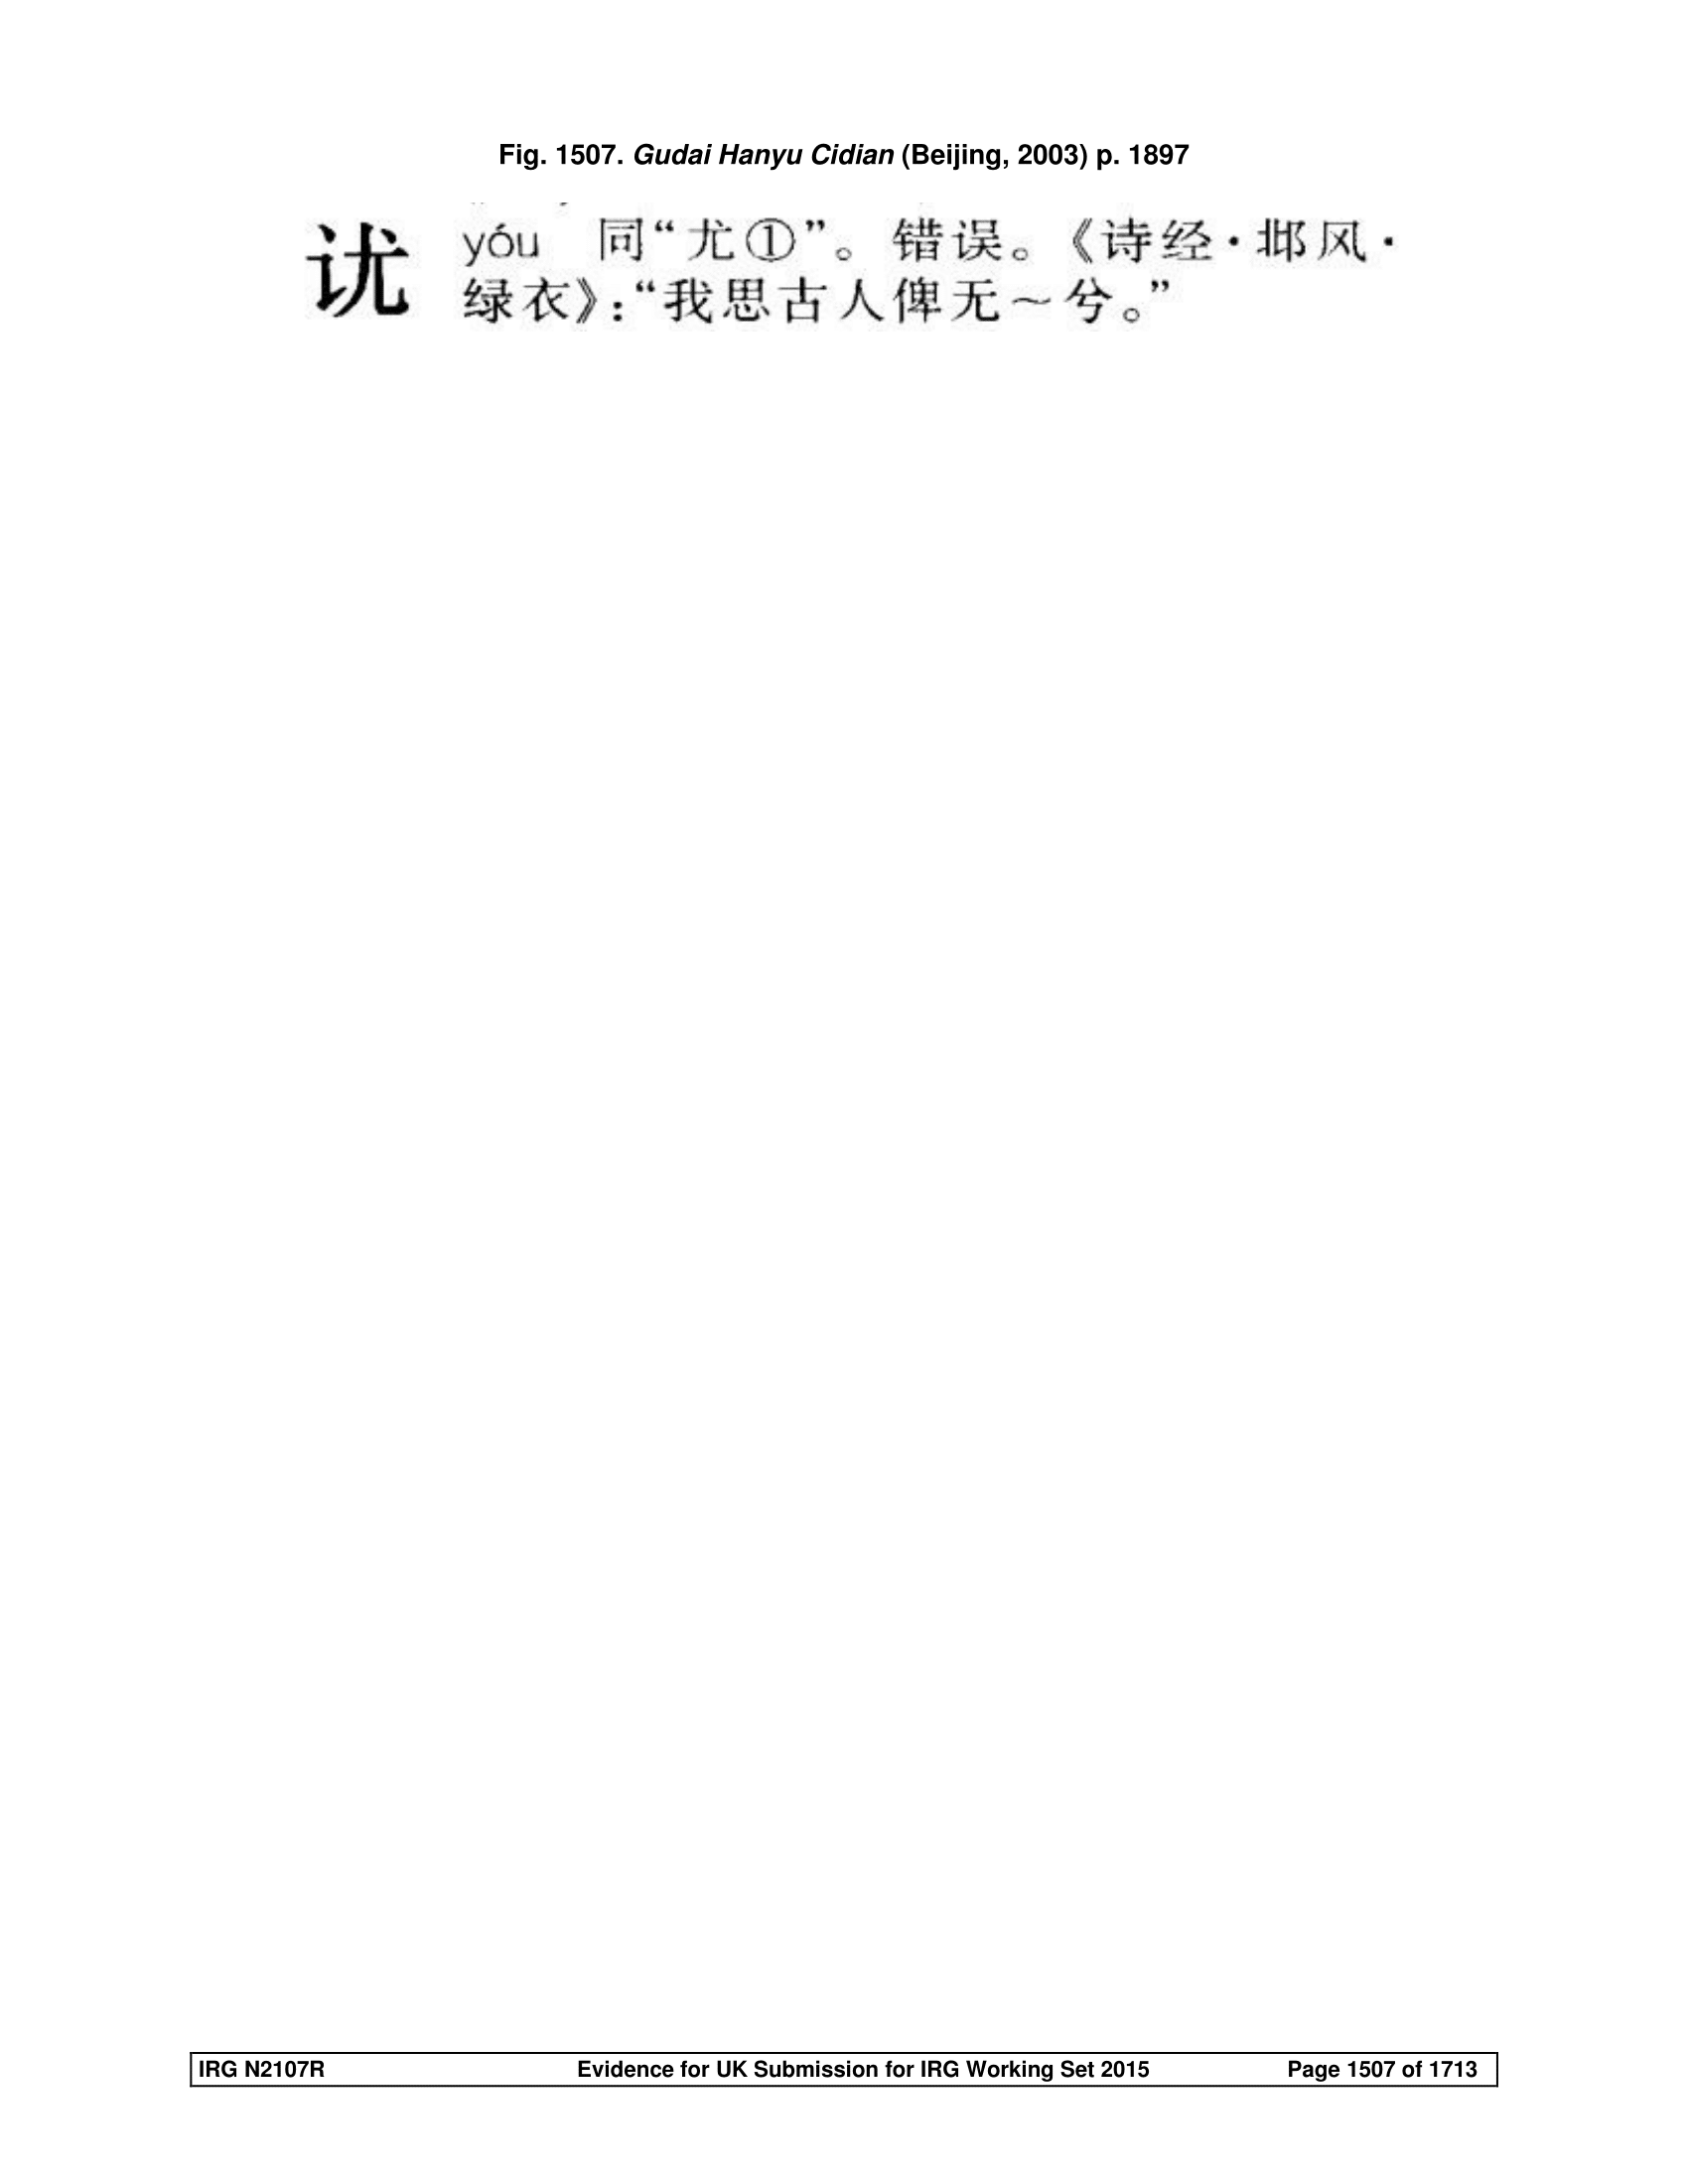 Fig. 1507. Gudai Hanyu Cidian (Beijing, 2003) p. 1897
yóu 同“尤①”。错误。《诗经·邶风·
绿衣》：“我思古人俾无～兮。”
IRG N2107R Evidence for UK Submission for IRG Working Set 2015 Page 1507 of 1713